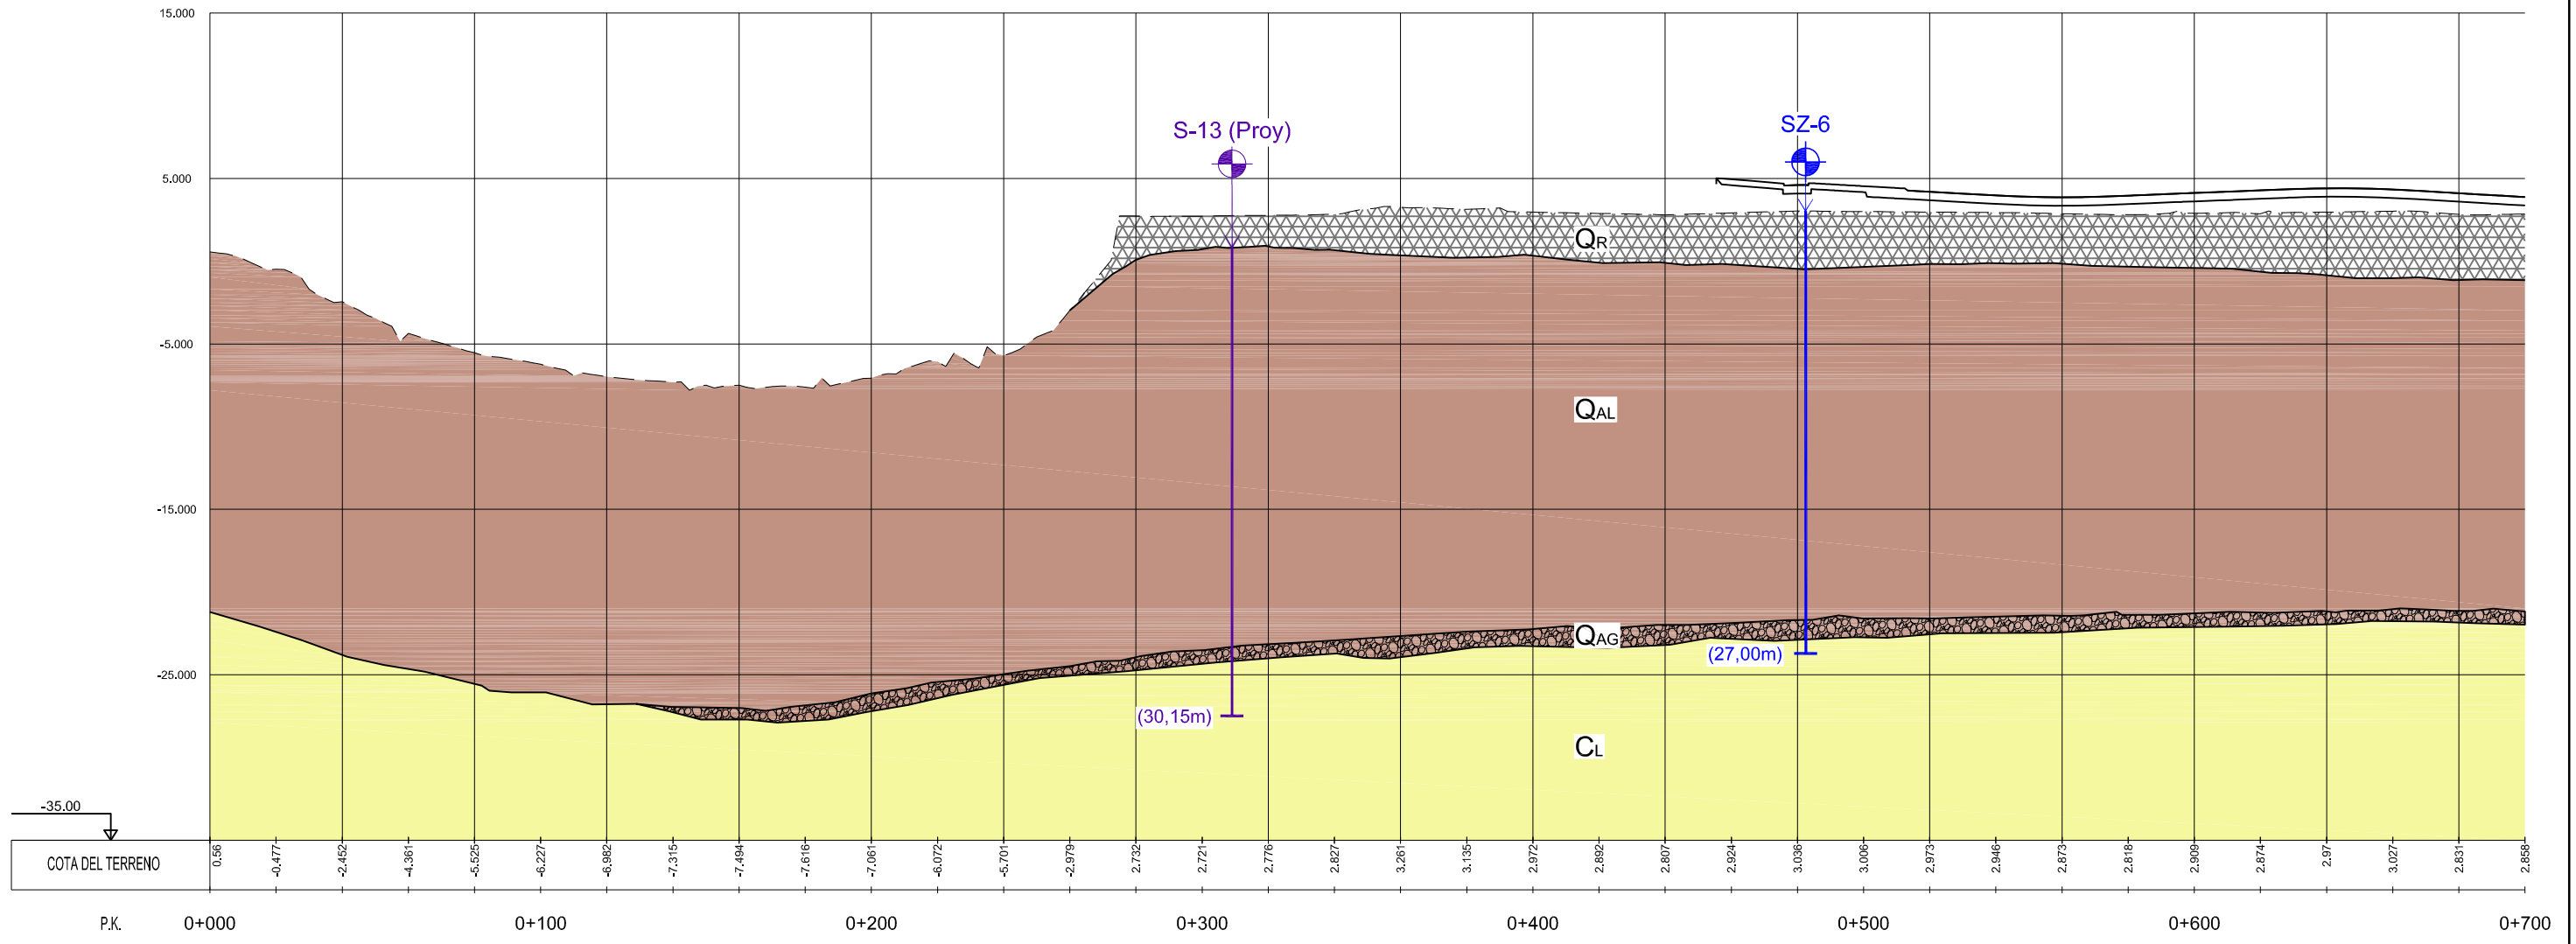 15.000
S-13 (Proy)
SZ-6
5.000
QR
-5.000
QAL
-15.000
QAG
(27,00m)
-25.000
(30,15m)
CL
-35.00
COTA DEL TERRENO
0.56 -0.477 -2.452 -4.361 -5.525 -6.227 -6.982 -7.315 -7.494 -7.616 -7.061 -6.072 -5.701 -2.979 2.732 2.721 2.776 2.827 3.261 3.135 2.972 2.892 2.807 2.924 3.036 3.006 2.973 2.946 2.873 2.818 2.909 2.874 2.97 3.027 2.831 2.858
P.K. 0+000 0+100 0+200 0+300 0+400 0+500 0+600 0+700